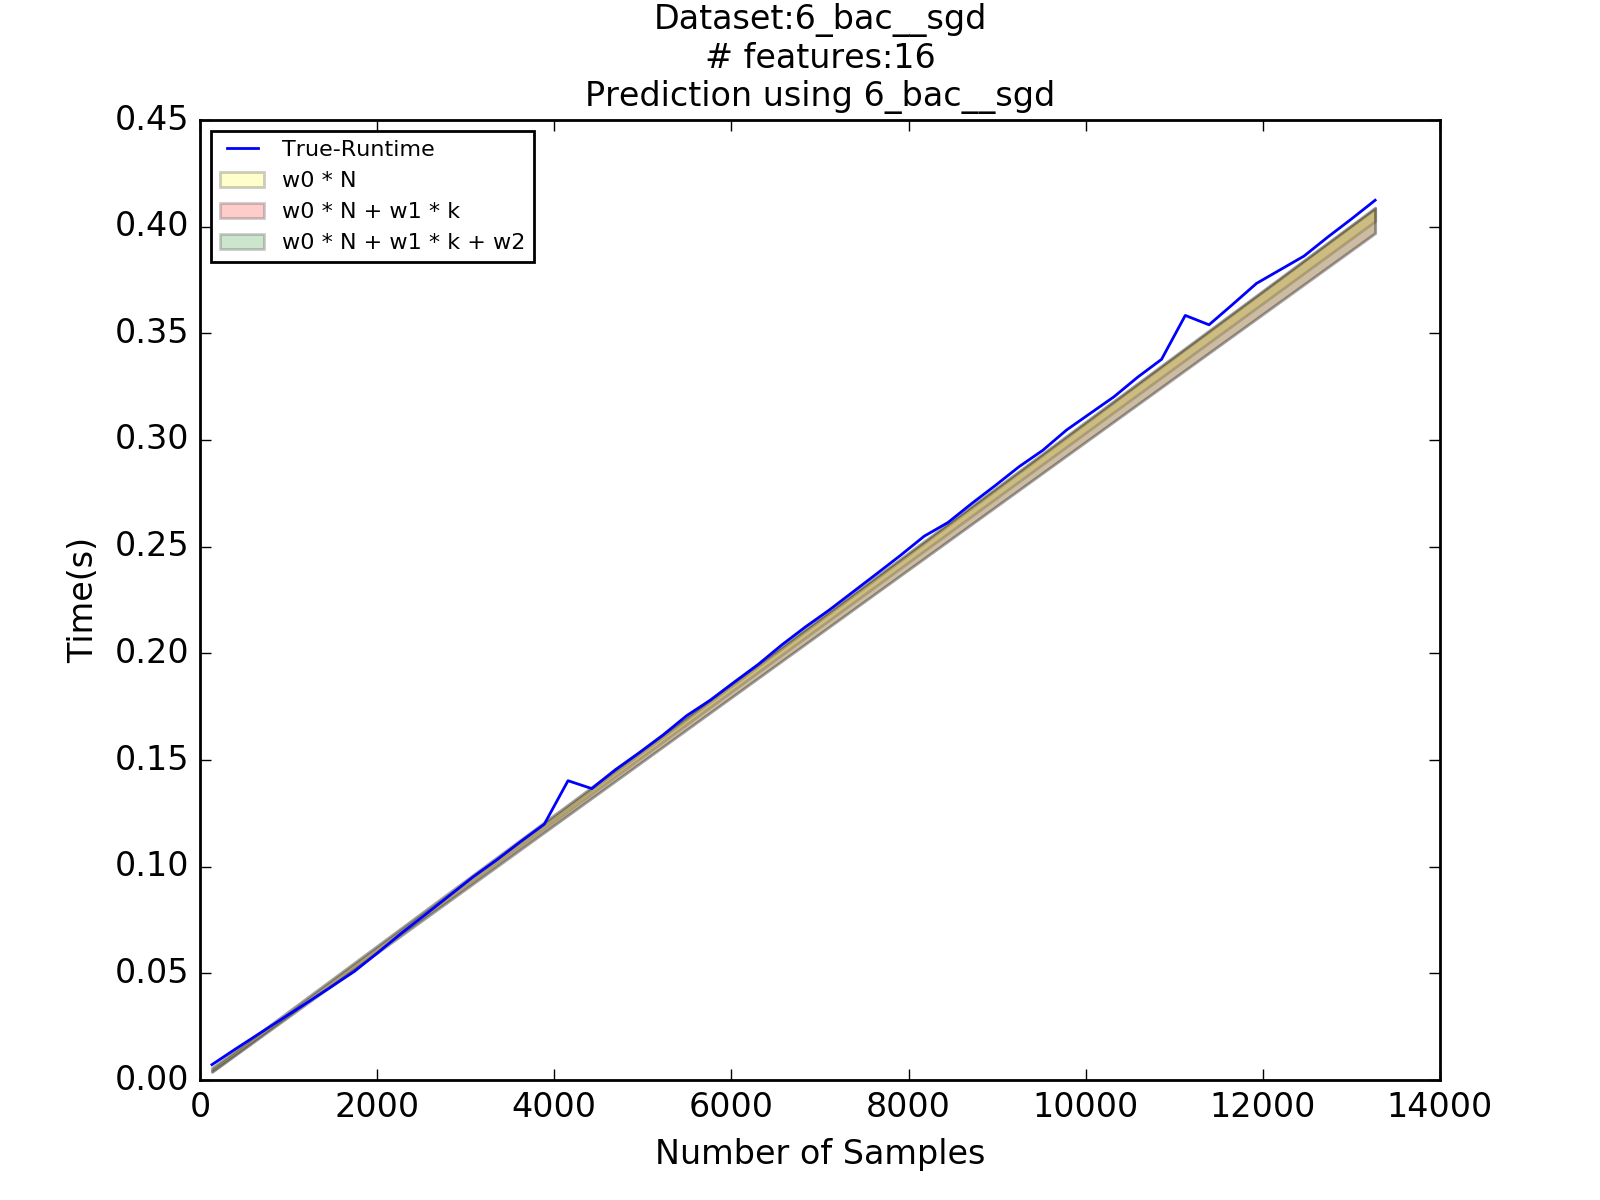 Dataset:6_bac__sgd
# features:16
Prediction using 6_bac__sgd
0.45
0.40
0.35
0.30
0.25
0.20
0.15
0.10
0.05
0.00
True-Runtime
w0 * N
w0 * N + w1 * k
w0 * N + w1 * k + w2
Time(s)
0 2000 4000 6000 8000 10000 12000 14000
Number of Samples